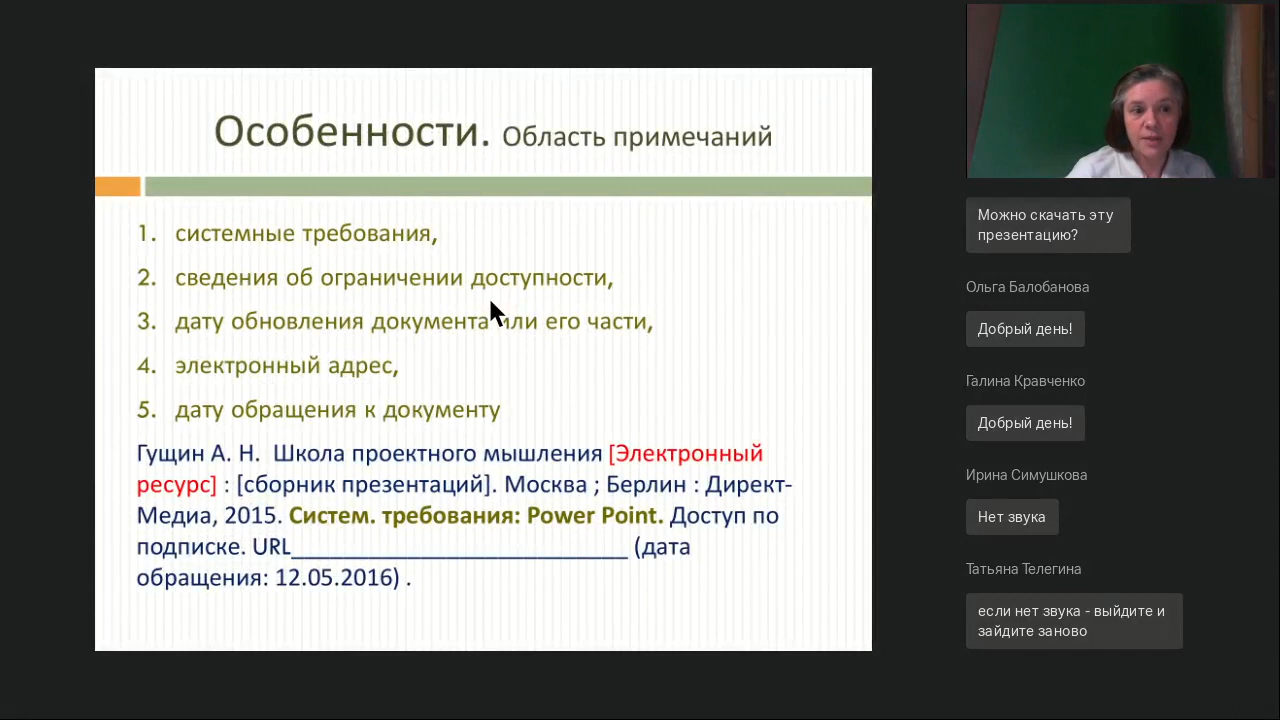 Особенности. Область примечаний
1. системные требования,
2. сведения об ограничении доступности,
3. дату обновления документа или его части,
4. электронный адрес,
5. дату обращения к документу
Гущин А. Н. Школа проектного мышления [Электронный
ресурс] : [сборник презентаций]. Москва ; Берлин : Директ-
Медиа, 2015. Систем. требования: Power Point. Доступ по
подписке. URL__________________________ (дата
обращения: 12.05.2016) .
Можно скачать эту
презентацию?
Ольга Балобанова
Добрый день!
Галина Кравченко
Добрый день!
Ирина Симушкова
Нет звука
Татьяна Телегина
если нет звука - выйдите и
зайдите заново